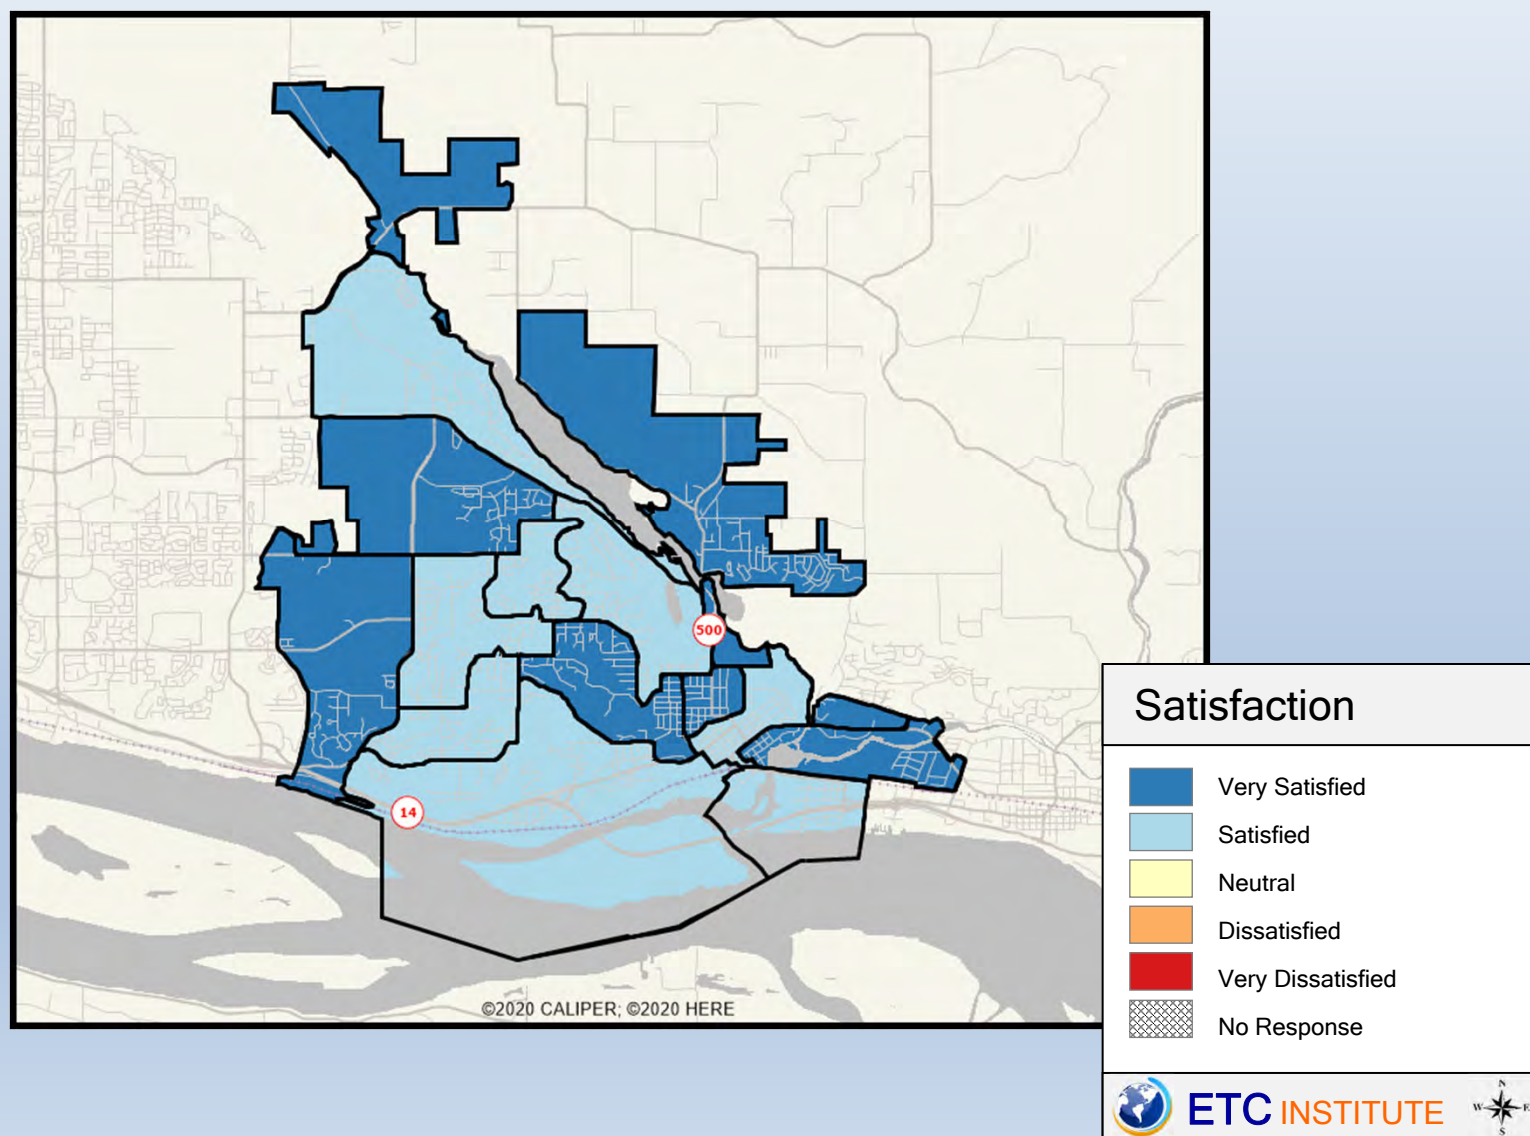 500
14
©2020 CALIPER; ©2020 HERE
Satisfaction
Very Satisfied
Satisfied
Neutral
Dissatisfied
Very Dissatisfied
No Response
ETC INSTITUTE
N
W E
S